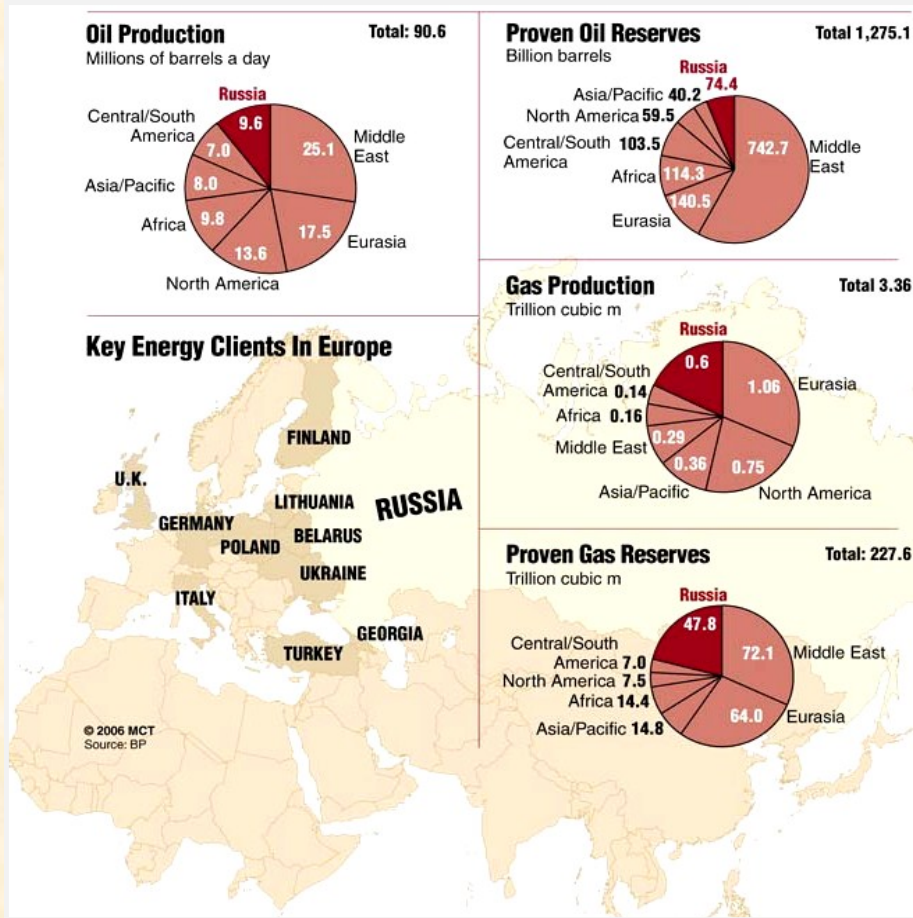 Oil Production
Total: 90.6
Millions of barrels a day
Russia
9.6
Central/South
America
7.0
Middle
East
25.1
Asia/Pacific
8.0
Africa
9.8
17.5
Eurasia
13.6
North America
Proven Oil Reserves
Total 1,275.1
Billion barrels
Russia
74.4
Asia/Pacific 40.2
North America 59.5
Central/South 103.5
America
742.7
Middle
East
Africa
114.3
140.5
Eurasia
Gas Production
Total 3.36
Trillion cubic m
Russia
0.6
Central/South
America 0.14
1.06
Eurasia
Africa 0.16
0.29
Middle East
0.36
0.75
Asia/Pacific
North America
Proven Gas Reserves
Total: 227.6
Trillion cubic m
Russia
47.8
Central/South
America 7.0
72.1
Middle East
North America 7.5
Africa 14.4
64.0
Eurasia
Asia/Pacific 14.8
Key Energy Clients In Europe
FINLAND
U.K.
LITHUANIA
RUSSIA
GERMANY
BELARUS
POLAND
UKRAINE
ITALY
GEORGIA
TURKEY
© 2006 MCT
Source: BP